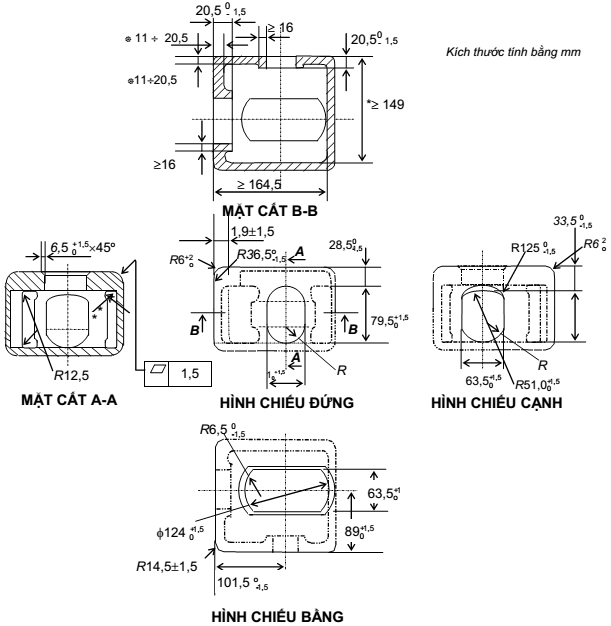 20,5 0 -1,5
≥ 16
⊛ 11 ÷ 20,5
20,5 0 -1,5
Kích thước tính bằng mm
⊛11÷20,5
*≥ 149
≥16
≥ 164,5
MẶT CẮT B-B
1,9±1,5
A
28,5 0 -1,5
33,5 0 -1,5
6,5 +1,5 0 ×45º
R6 +2 0
R36,5 0 -1,5
R125 0 -1,5
R6 2 0
B
B
79,5 +1,5 0
**
A
R
R
R12,5
1,5
63,5 +1,5 0
R51,0 +1,5 0
MẶT CẮT A-A
HÌNH CHIẾU ĐỨNG
HÌNH CHIẾU CẠNH
R6,5 0 -1,5
63,5 +1 0
ϕ124 +1,5 0
89 +1,5 0
R14,5±1,5
101,5 0 -1,5
HÌNH CHIẾU BẰNG